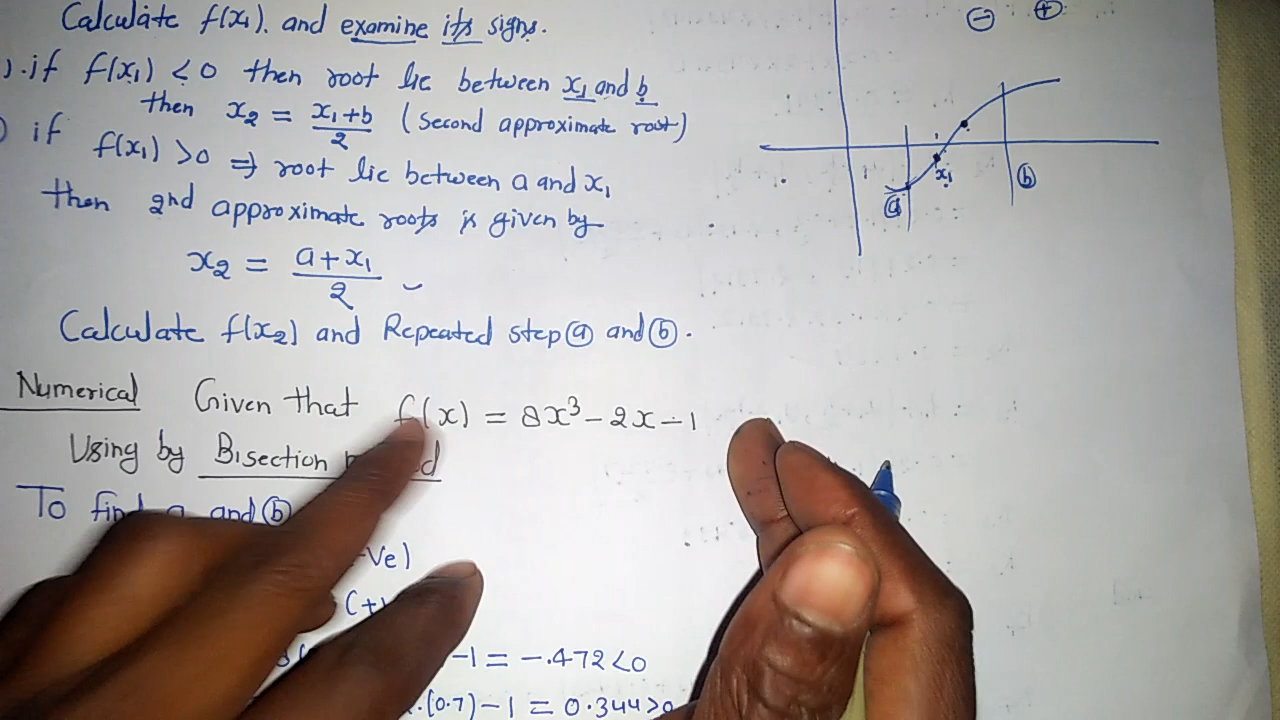 Calculate f(x₁). and examine its signs.
). if f(x₁) < 0 then root lie between x₁ and b
then x₂ = (x₁+b)/2 (second approximate root)
) if f(x₁) >0 ⇒ root lie between a and x₁
then 2nd approximate roots is given by
x₂ = (a+x₁)/2
Calculate f(x₂) and Repeated step ⓐ and ⓑ.
Numerical Given that f(x) = 8x³-2x-1
Using by Bisection
To find a and ⓑ
-ve)
(+
-1 = -.472<0
.(0.7)-1 = 0.344>0
⊖ ⊕
x₁
ⓐ
ⓑ